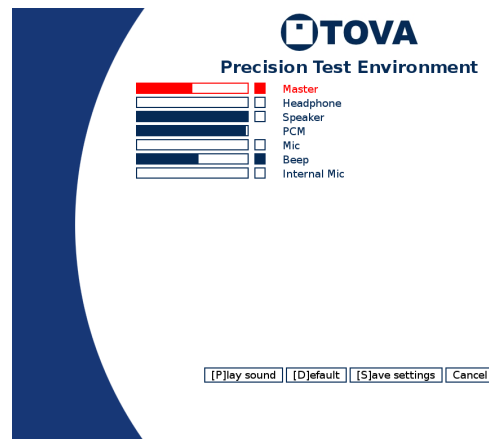 TOVA
Precision Test Environment
Master
Headphone
Speaker
PCM
Mic
Beep
Internal Mic
[P]lay sound [D]efault [S]ave settings Cancel